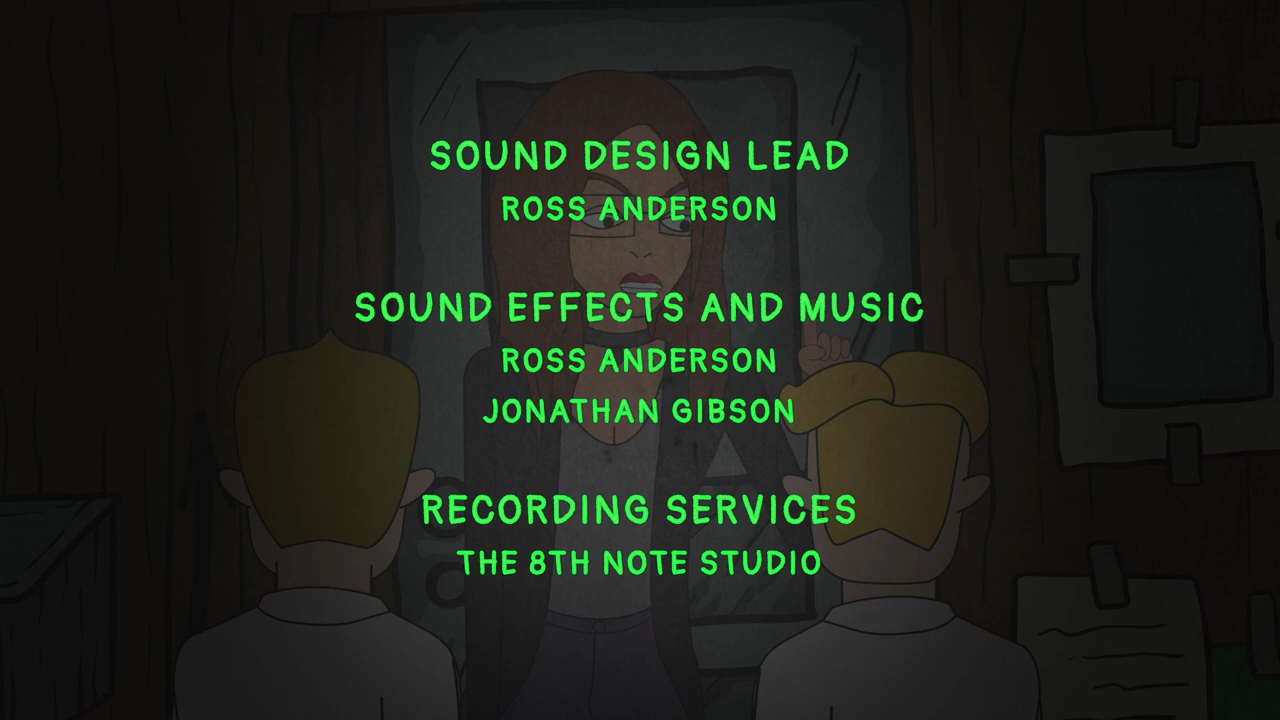 SOUND DESIGN LEAD
ROSS ANDERSON
SOUND EFFECTS AND MUSIC
ROSS ANDERSON
JONATHAN GIBSON
RECORDING SERVICES
THE 8TH NOTE STUDIO